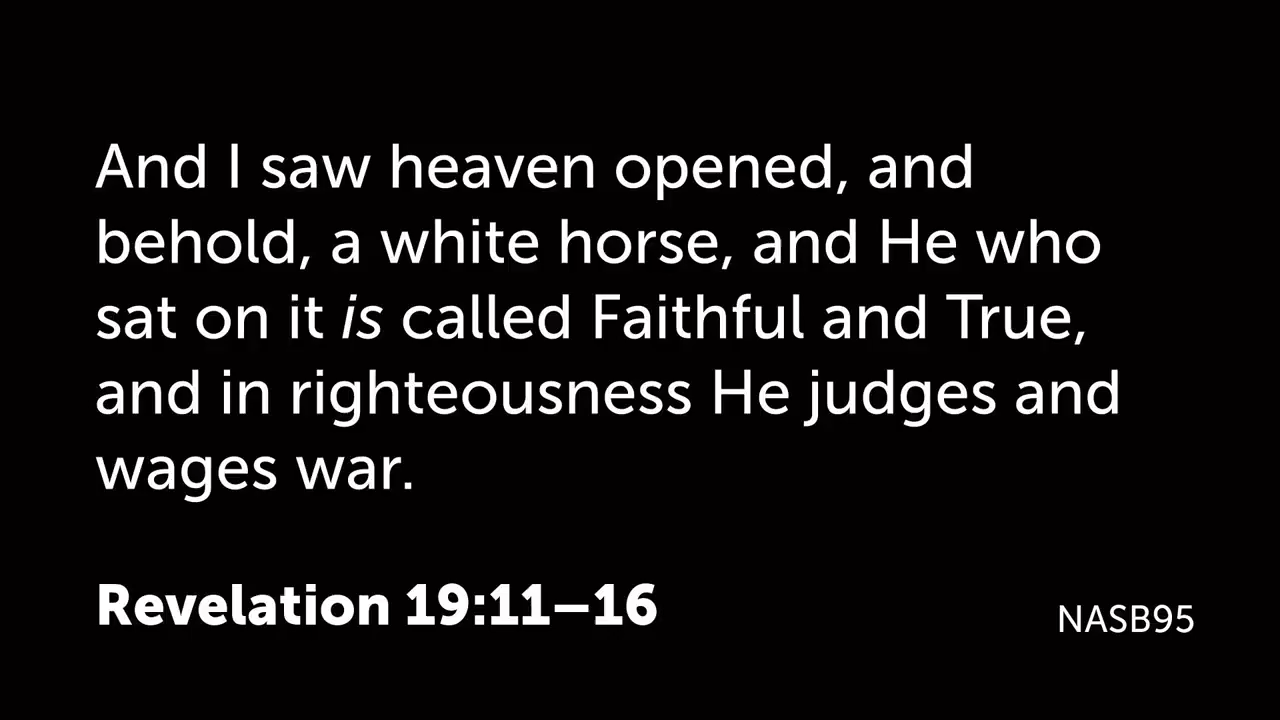 And I saw heaven opened, and
behold, a white horse, and He who
sat on it is called Faithful and True,
and in righteousness He judges and
wages war.
Revelation 19:11–16
NASB95